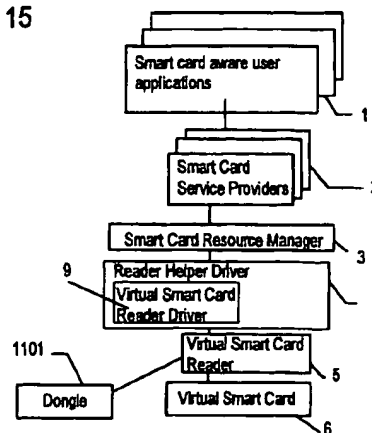 15
Smart card aware user
applications
1
Smart Card
Service Providers
Smart Card Resource Manager
3
Reader Helper Driver
9
Virtual Smart Card
Reader Driver
1101
Virtual Smart Card
Reader
5
Dongle
Virtual Smart Card
6